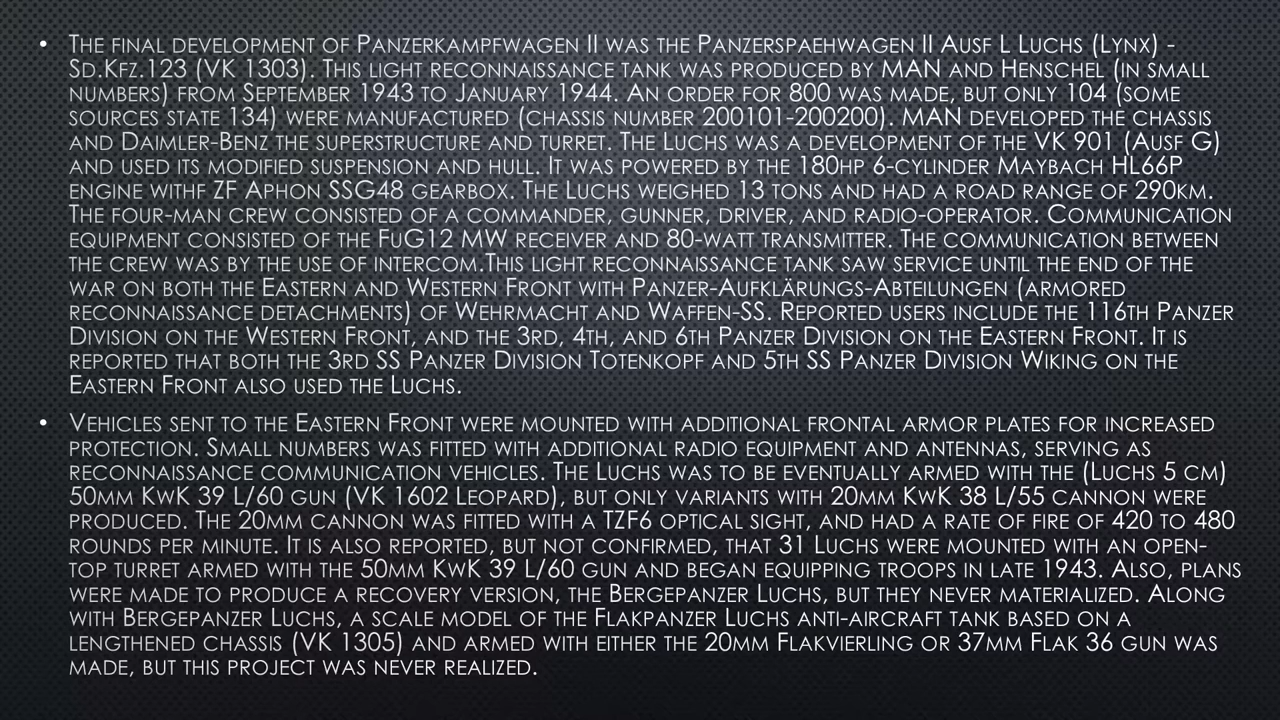 • The final development of Panzerkampfwagen II was the Panzerspaehwagen II Ausf L Luchs (Lynx) -
Sd.Kfz.123 (VK 1303). This light reconnaissance tank was produced by MAN and Henschel (in small
numbers) from September 1943 to January 1944. An order for 800 was made, but only 104 (some
sources state 134) were manufactured (chassis number 200101-200200). MAN developed the chassis
and Daimler-Benz the superstructure and turret. The Luchs was a development of the VK 901 (Ausf G)
and used its modified suspension and hull. It was powered by the 180hp 6-cylinder Maybach HL66P
engine withf ZF Aphon SSG48 gearbox. The Luchs weighed 13 tons and had a road range of 290km.
The four-man crew consisted of a commander, gunner, driver, and radio-operator. Communication
equipment consisted of the FuG12 MW receiver and 80-watt transmitter. The communication between
the crew was by the use of intercom.This light reconnaissance tank saw service until the end of the
war on both the Eastern and Western Front with Panzer-Aufklärungs-Abteilungen (armored
reconnaissance detachments) of Wehrmacht and Waffen-SS. Reported users include the 116th Panzer
Division on the Western Front, and the 3rd, 4th, and 6th Panzer Division on the Eastern Front. It is
reported that both the 3rd SS Panzer Division Totenkopf and 5th SS Panzer Division Wiking on the
Eastern Front also used the Luchs.
• Vehicles sent to the Eastern Front were mounted with additional frontal armor plates for increased
protection. Small numbers was fitted with additional radio equipment and antennas, serving as
reconnaissance communication vehicles. The Luchs was to be eventually armed with the (Luchs 5 cm)
50mm KwK 39 L/60 gun (VK 1602 Leopard), but only variants with 20mm KwK 38 L/55 cannon were
produced. The 20mm cannon was fitted with a TZF6 optical sight, and had a rate of fire of 420 to 480
rounds per minute. It is also reported, but not confirmed, that 31 Luchs were mounted with an open-
top turret armed with the 50mm KwK 39 L/60 gun and began equipping troops in late 1943. Also, plans
were made to produce a recovery version, the Bergepanzer Luchs, but they never materialized. Along
with Bergepanzer Luchs, a scale model of the Flakpanzer Luchs anti-aircraft tank based on a
lengthened chassis (VK 1305) and armed with either the 20mm Flakvierling or 37mm Flak 36 gun was
made, but this project was never realized.